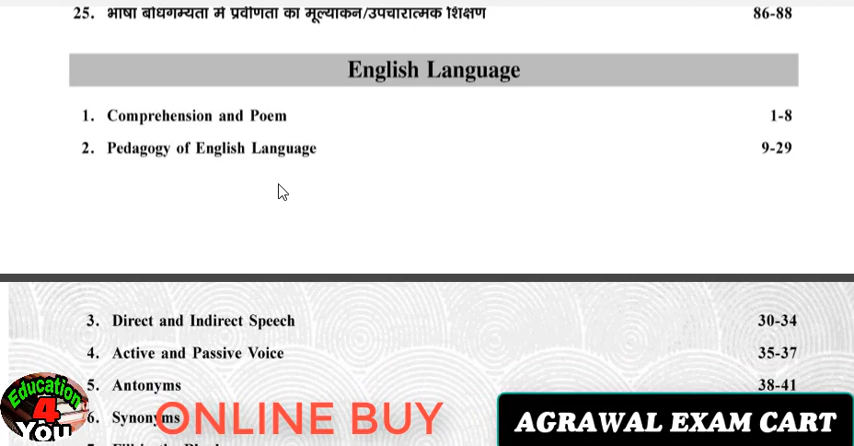 25. भाषा बोधगम्यता में प्रवीणता का मूल्यांकन/उपचारात्मक शिक्षण 86-88
English Language
1. Comprehension and Poem 1-8
2. Pedagogy of English Language 9-29
3. Direct and Indirect Speech 30-34
4. Active and Passive Voice 35-37
5. Antonyms 38-41
6. Synonyms
Education
4
You
ONLINE BUY
AGRAWAL EXAM CART